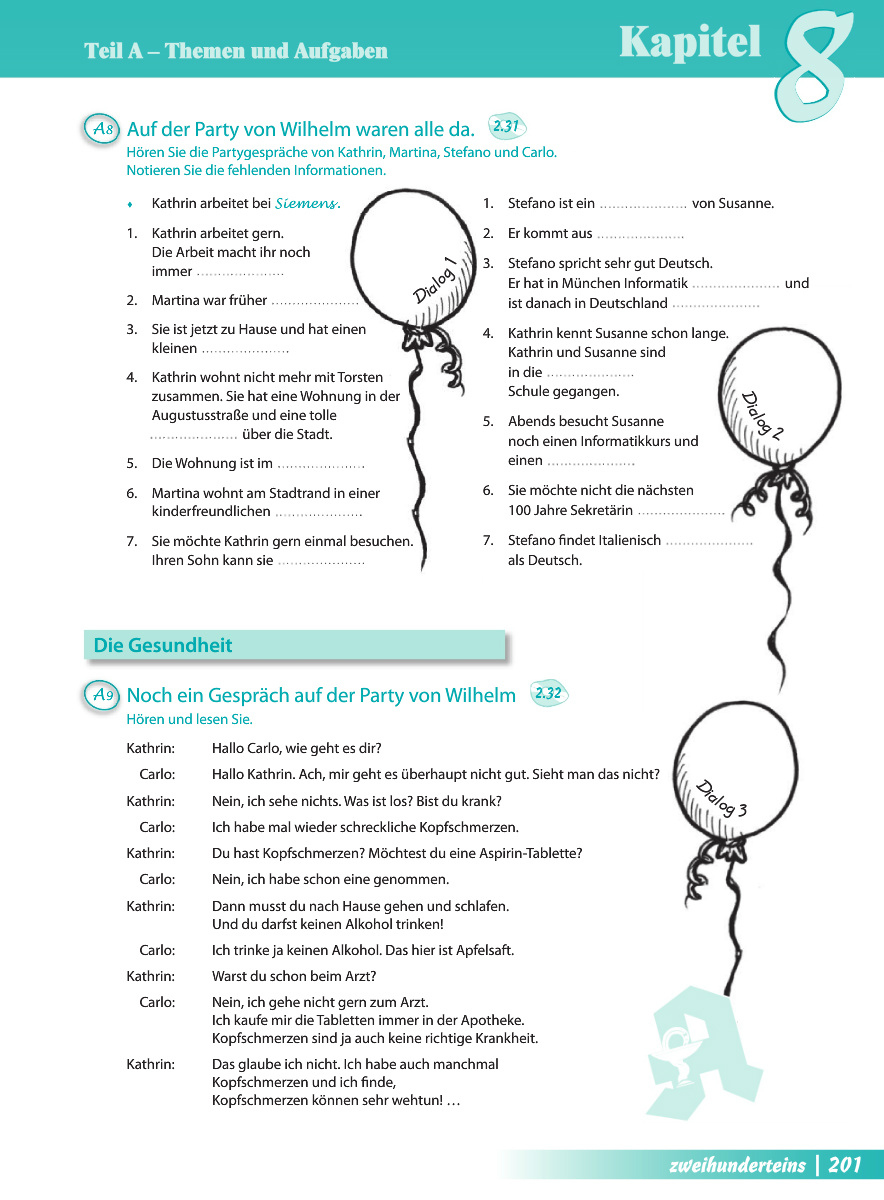 Teil A – Themen und Aufgaben
Kapitel 8
A8 Auf der Party von Wilhelm waren alle da. 2.31
Hören Sie die Partygespräche von Kathrin, Martina, Stefano und Carlo.
Notieren Sie die fehlenden Informationen.
♦ Kathrin arbeitet bei Siemens.
1. Kathrin arbeitet gern.
Die Arbeit macht ihr noch
immer .....................
2. Martina war früher .....................
3. Sie ist jetzt zu Hause und hat einen
kleinen .....................
4. Kathrin wohnt nicht mehr mit Torsten
zusammen. Sie hat eine Wohnung in der
Augustusstraße und eine tolle
..................... über die Stadt.
5. Die Wohnung ist im .....................
6. Martina wohnt am Stadtrand in einer
kinderfreundlichen .....................
7. Sie möchte Kathrin gern einmal besuchen.
Ihren Sohn kann sie .....................
Dialog 1
1. Stefano ist ein ..................... von Susanne.
2. Er kommt aus .....................
3. Stefano spricht sehr gut Deutsch.
Er hat in München Informatik ..................... und
ist danach in Deutschland .....................
4. Kathrin kennt Susanne schon lange.
Kathrin und Susanne sind
in die .....................
Schule gegangen.
5. Abends besucht Susanne
noch einen Informatikkurs und
einen .....................
6. Sie möchte nicht die nächsten
100 Jahre Sekretärin .....................
7. Stefano findet Italienisch .....................
als Deutsch.
Dialog 2
Die Gesundheit
A9 Noch ein Gespräch auf der Party von Wilhelm 2.32
Hören und lesen Sie.
Kathrin: Hallo Carlo, wie geht es dir?
Carlo: Hallo Kathrin. Ach, mir geht es überhaupt nicht gut. Sieht man das nicht?
Kathrin: Nein, ich sehe nichts. Was ist los? Bist du krank?
Carlo: Ich habe mal wieder schreckliche Kopfschmerzen.
Kathrin: Du hast Kopfschmerzen? Möchtest du eine Aspirin-Tablette?
Carlo: Nein, ich habe schon eine genommen.
Kathrin: Dann musst du nach Hause gehen und schlafen.
Und du darfst keinen Alkohol trinken!
Carlo: Ich trinke ja keinen Alkohol. Das hier ist Apfelsaft.
Kathrin: Warst du schon beim Arzt?
Carlo: Nein, ich gehe nicht gern zum Arzt.
Ich kaufe mir die Tabletten immer in der Apotheke.
Kopfschmerzen sind ja auch keine richtige Krankheit.
Kathrin: Das glaube ich nicht. Ich habe auch manchmal
Kopfschmerzen und ich finde,
Kopfschmerzen können sehr wehtun! …
Dialog 3
zweihunderteins | 201